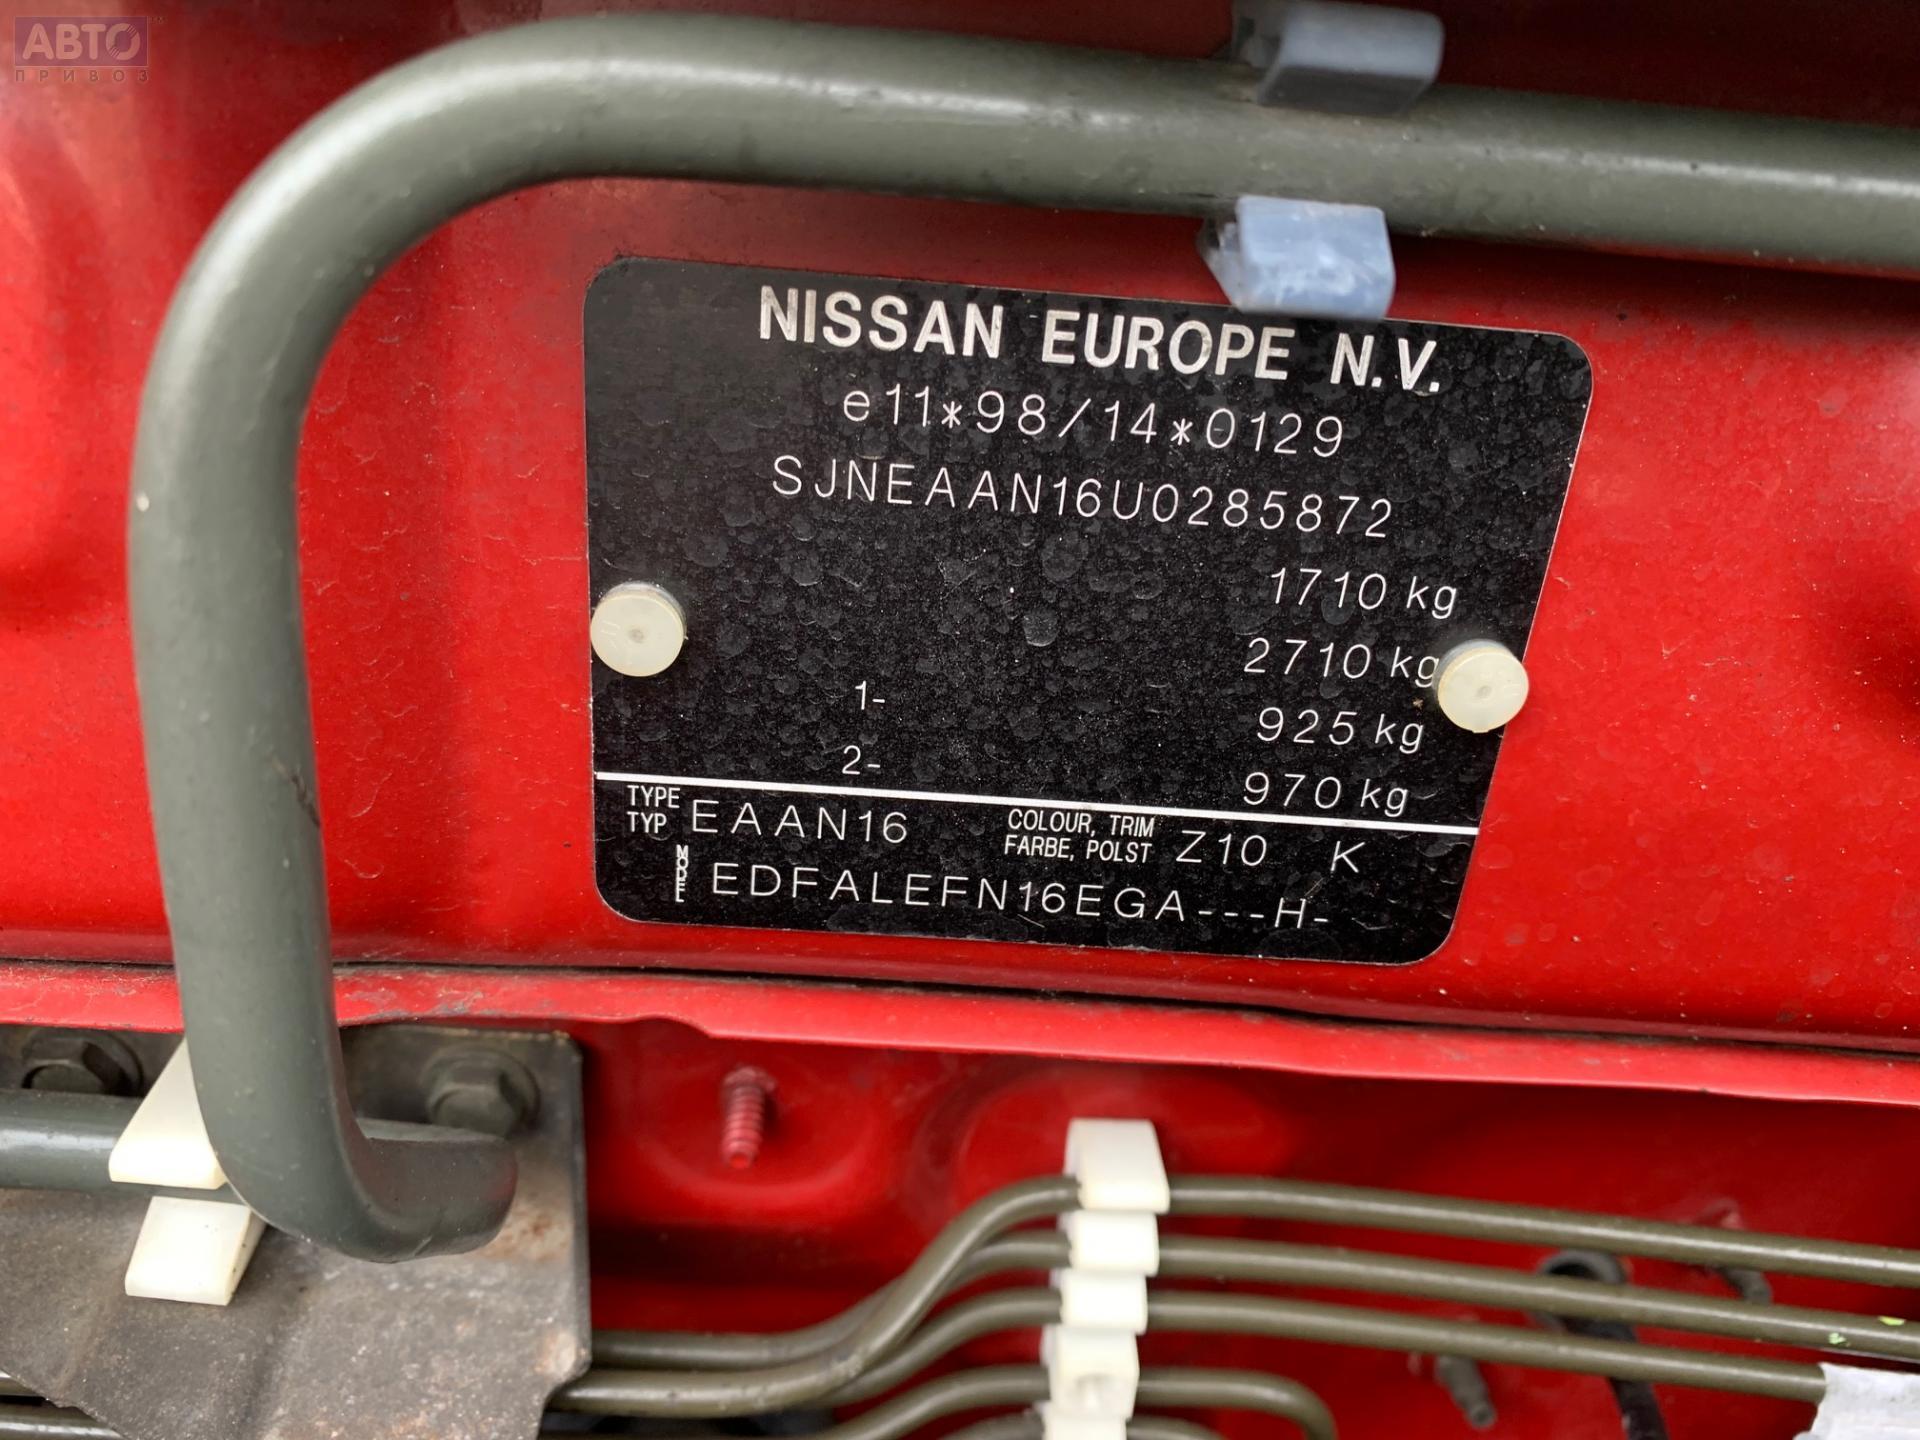 АВТО
ПРИВОЗ
NISSAN EUROPE N.V.
e11*98/14*0129
SJNEAAN16U0285872
1710 kg
2710 kg
1- 925 kg
2- 970 kg
TYPE
TYP
EAAN16
COLOUR, TRIM
FARBE, POLST
Z10 K
MODEL
EDFALEFN16EGA---H-